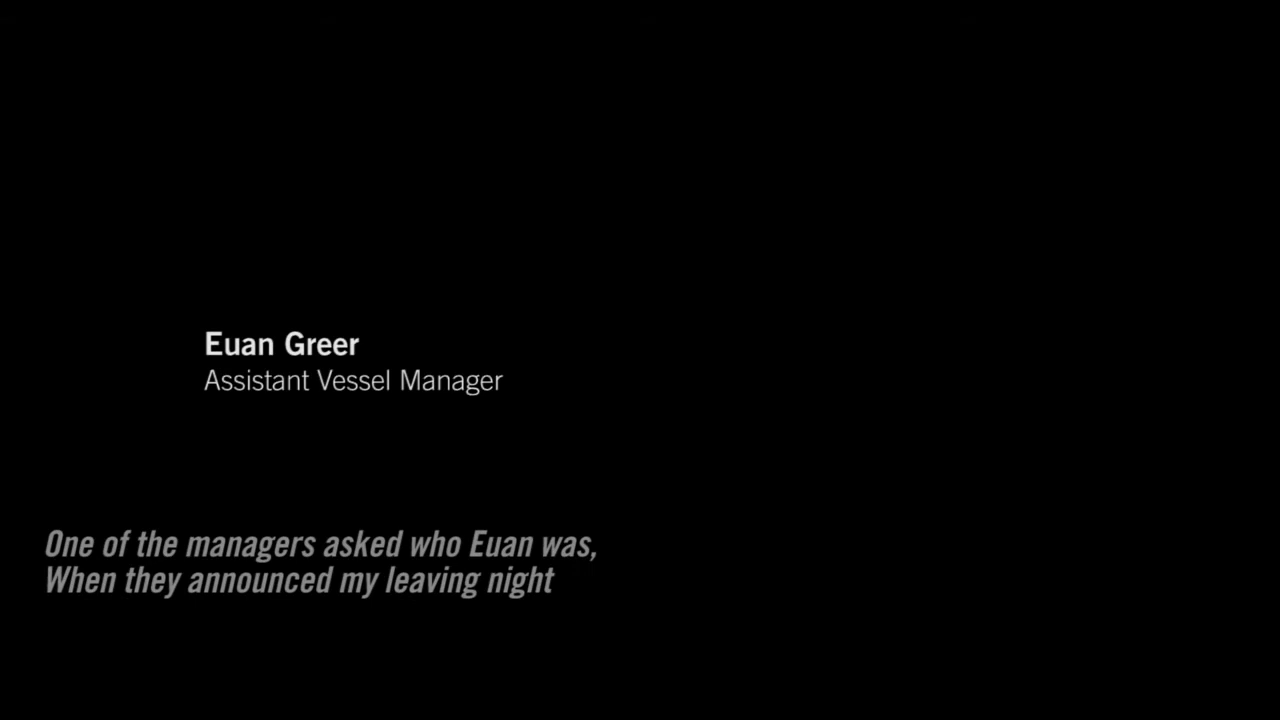 Euan Greer
Assistant Vessel Manager
One of the managers asked who Euan was,
When they announced my leaving night